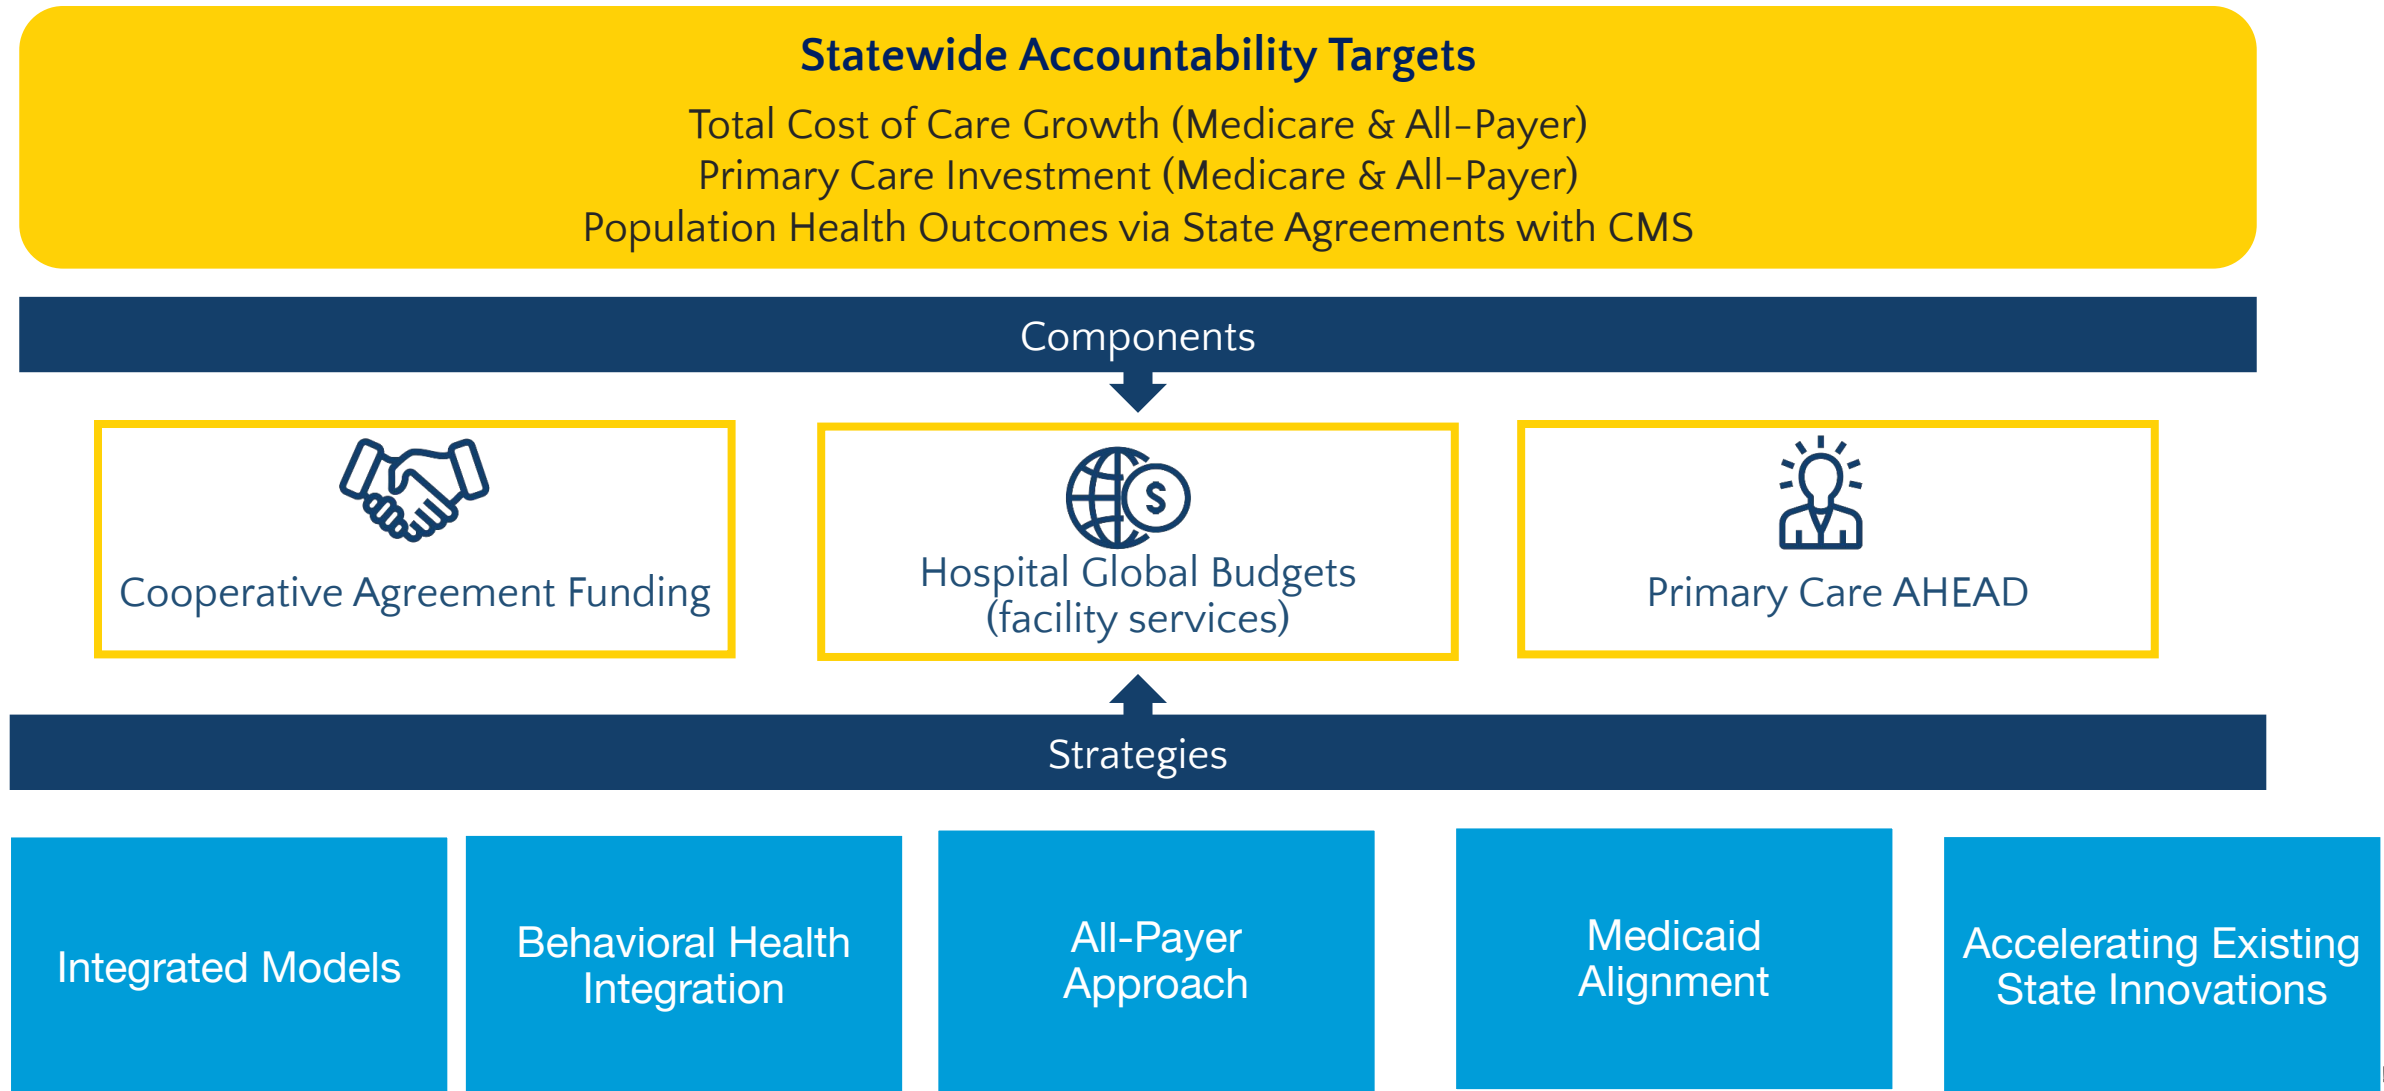 Statewide Accountability Targets
Total Cost of Care Growth (Medicare & All-Payer)
Primary Care Investment (Medicare & All-Payer)
Population Health Outcomes via State Agreements with CMS
Components
Cooperative Agreement Funding
$
Hospital Global Budgets
(facility services)
Primary Care AHEAD
Strategies
Integrated Models
Behavioral Health
Integration
All-Payer
Approach
Medicaid
Alignment
Accelerating Existing
State Innovations